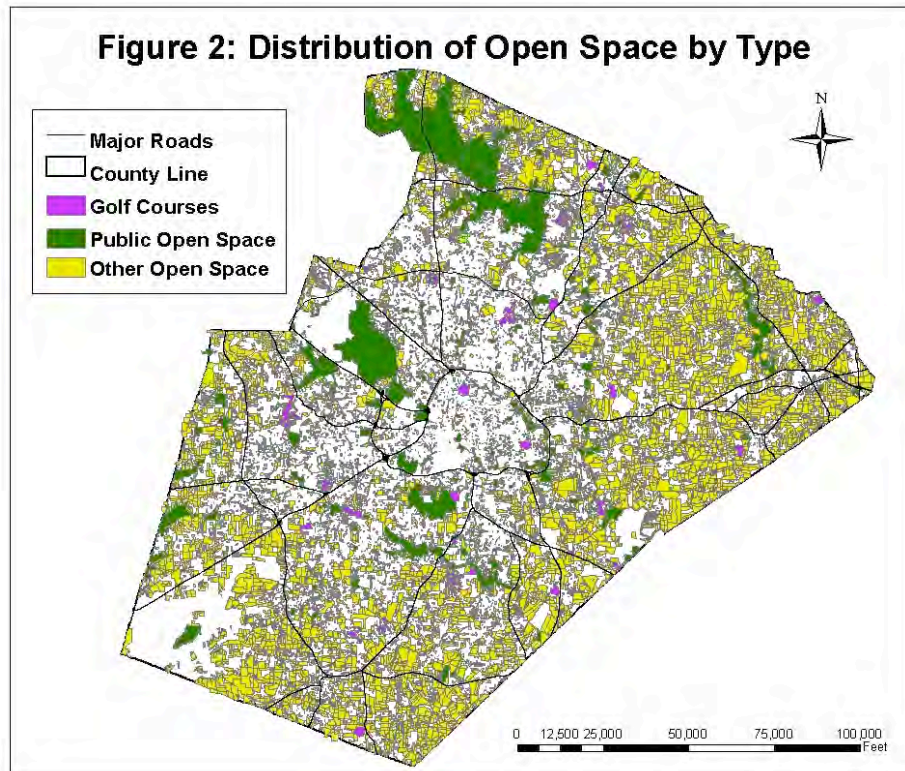 Figure 2: Distribution of Open Space by Type
N
Major Roads
County Line
Golf Courses
Public Open Space
Other Open Space
0 12,500 25,000 50,000 75,000 100,000
Feet